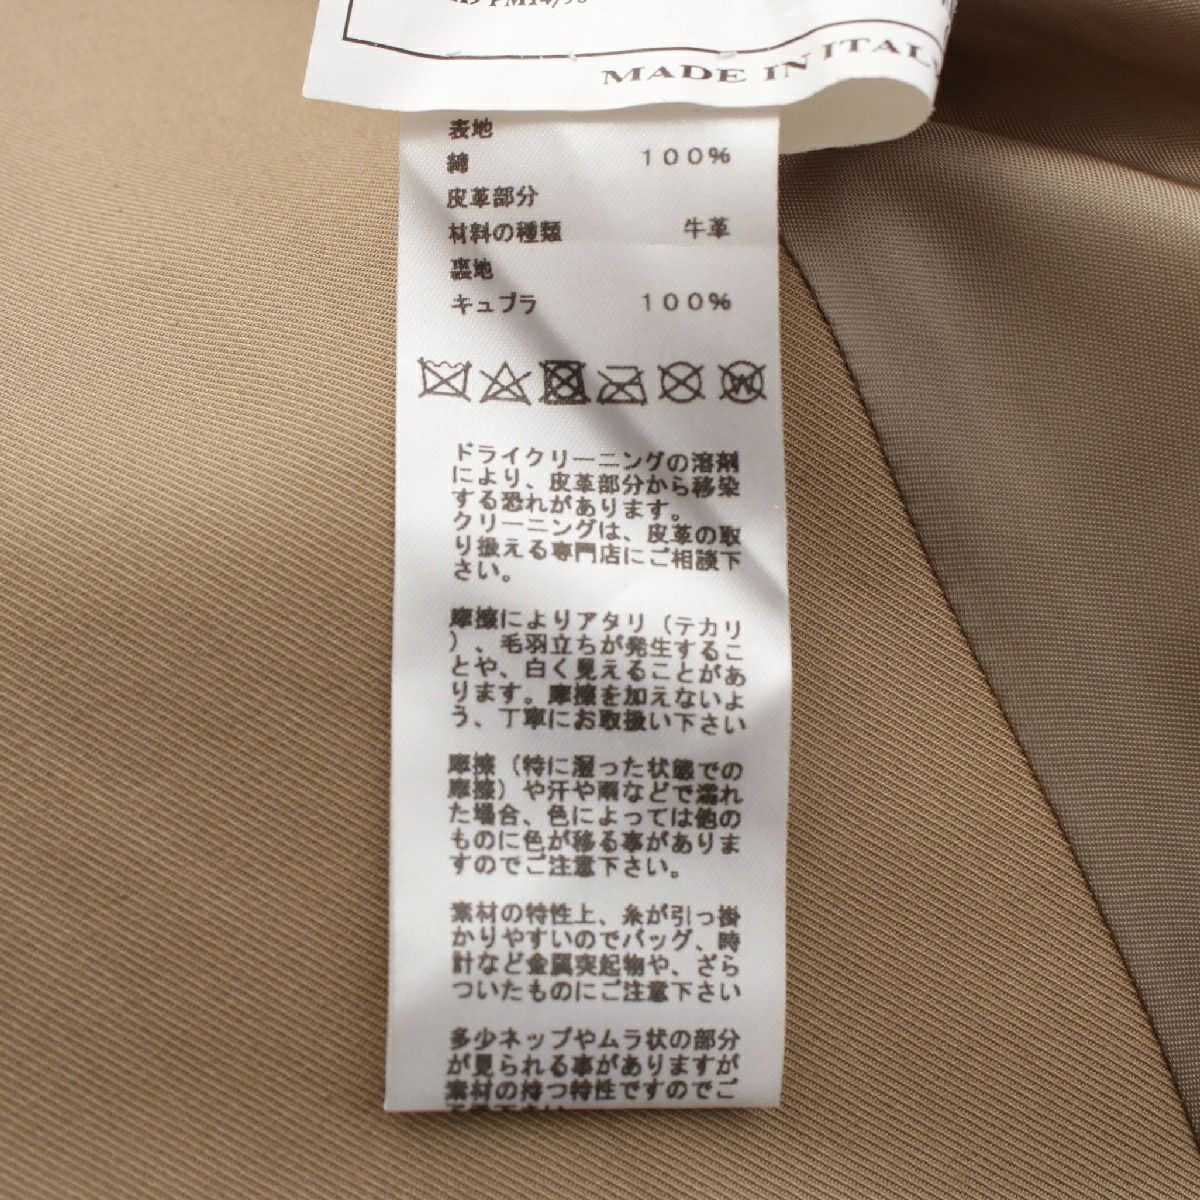 MADE IN ITALY
表地
綿 100%
皮革部分
材料の種類 牛革
裏地
キュプラ 100%
W
ドライクリーニングの溶剤
により、皮革部分から移染
する恐れがあります。
クリーニングは、皮革の取
り扱える専門店にご相談下
さい。
摩擦によりアタリ（テカリ
）、毛羽立ちが発生するこ
とや、白く見えることがあ
ります。摩擦を加えないよ
う、丁寧にお取扱い下さい
摩擦（特に湿った状態での
摩擦）や汗や雨などで濡れ
た場合、色によっては他の
ものに色が移る事がありま
すのでご注意下さい。
素材の特性上、糸が引っ掛
かりやすいのでバッグ、時
計など金属突起物や、ざら
ついたものにご注意下さい
多少ネップやムラ状の部分
が見られる事がありますが
素材の持つ特性ですのでご